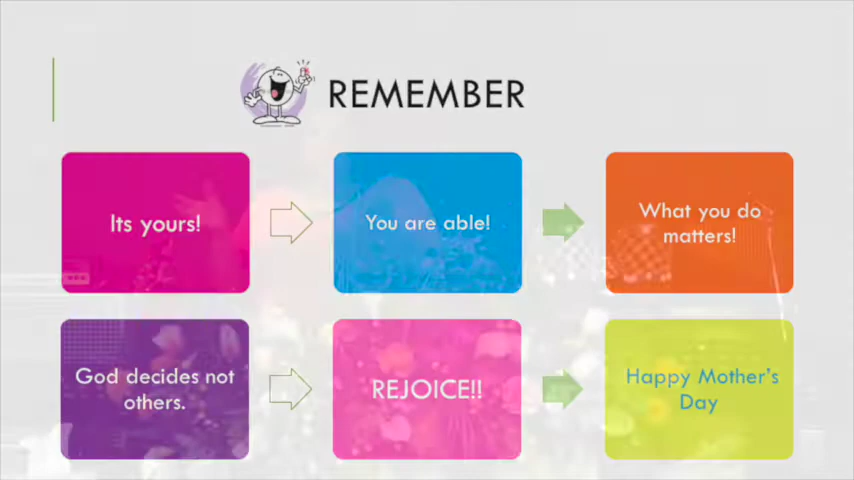 REMEMBER
Its yours!
You are able!
What you do
matters!
God decides not
others.
REJOICE!!
Happy Mother's
Day